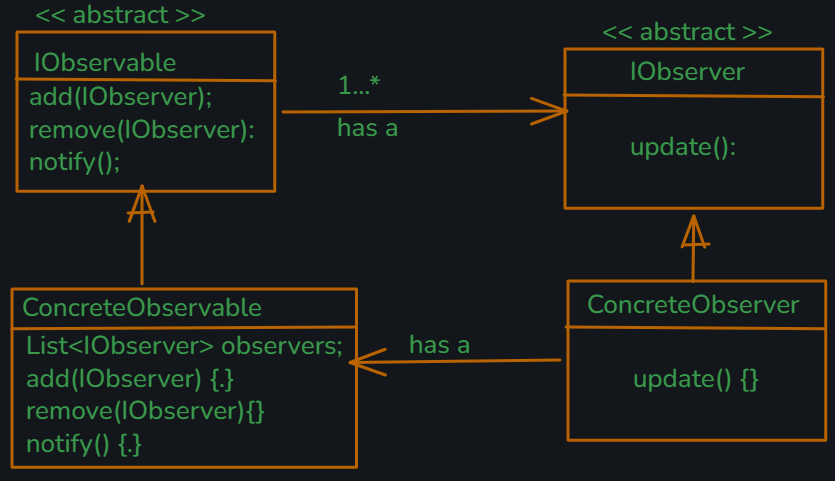 << abstract >>
IObservable
add(IObserver);
remove(IObserver):
notify();
1...*
has a
<< abstract >>
IObserver
update():
ConcreteObservable
List<IObserver> observers;
add(IObserver) {.}
remove(IObserver){}
notify() {.}
has a
ConcreteObserver
update() {}